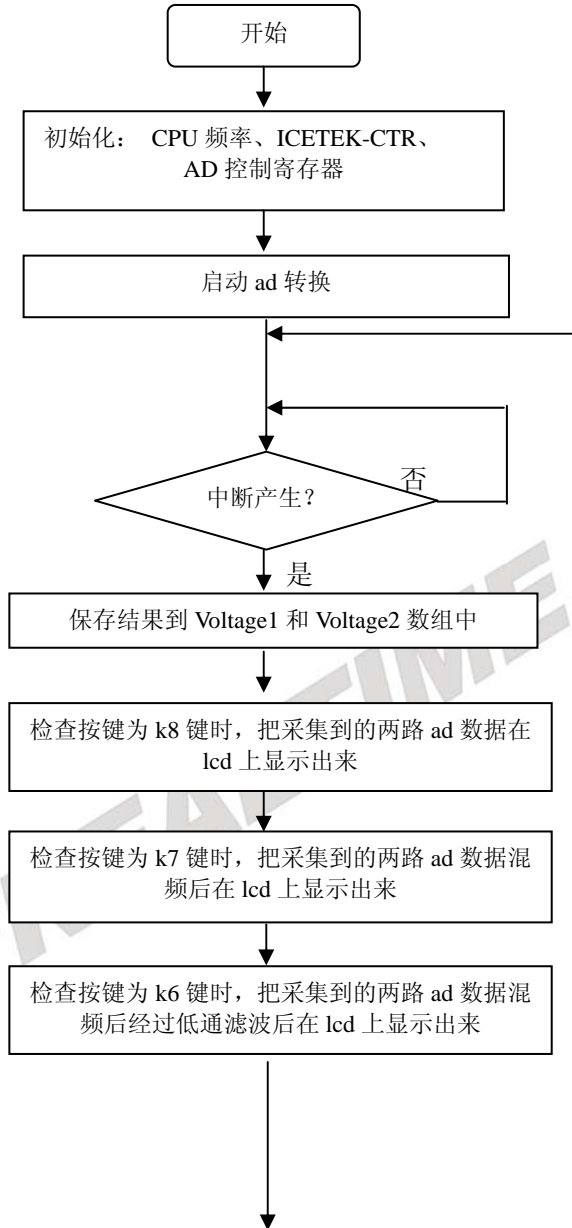 开始
初始化： CPU 频率、ICETEK-CTR、
AD 控制寄存器
启动 ad 转换
中断产生？
否
是
保存结果到 Voltage1 和 Voltage2 数组中
检查按键为 k8 键时，把采集到的两路 ad 数据在
lcd 上显示出来
检查按键为 k7 键时，把采集到的两路 ad 数据混
频后在 lcd 上显示出来
检查按键为 k6 键时，把采集到的两路 ad 数据混
频后经过低通滤波后在 lcd 上显示出来